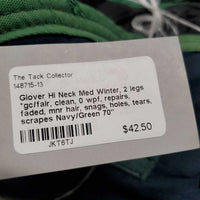 The Tack Collector
148715-13
Glover Hi Neck Med Winter, 2 legs
"gc/fair, clean, 0 wpf, repairs,
faded, mnr hair, snags, holes, tears,
scrapes Navy/Green 70"
JKT6TJ
$42.50